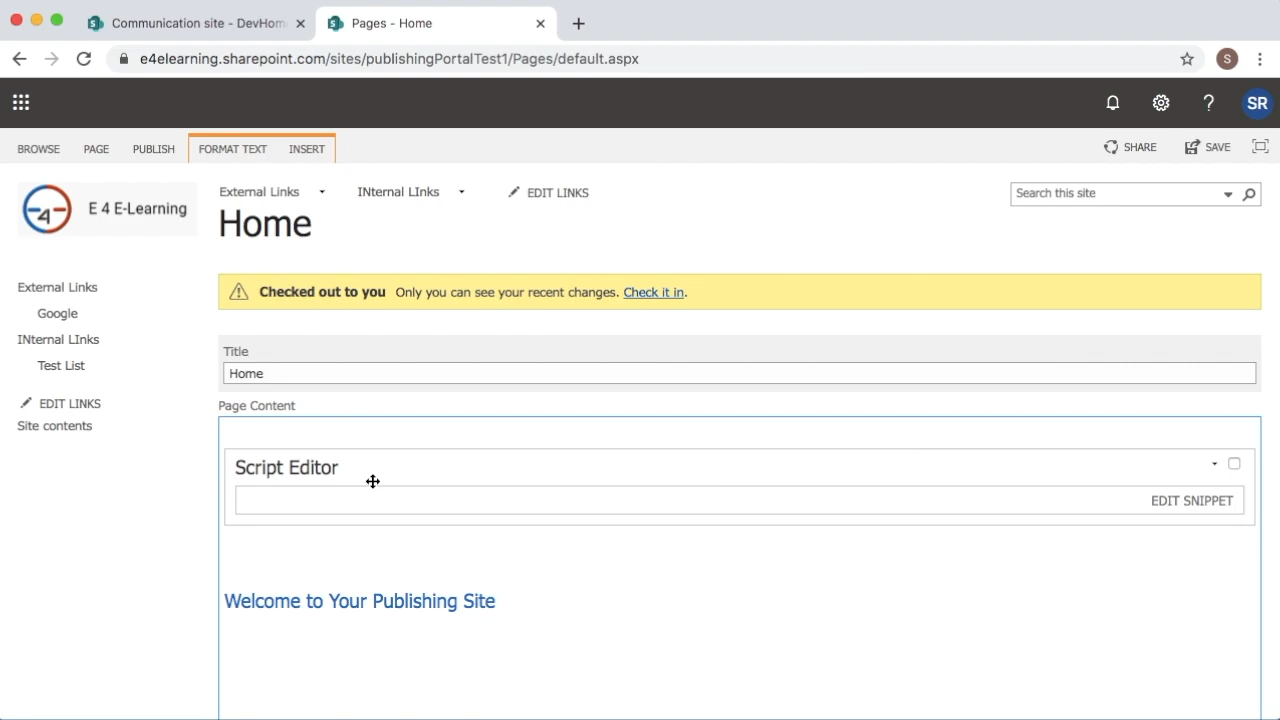 Communication site - DevHom
Pages - Home
e4elearning.sharepoint.com/sites/publishingPortalTest1/Pages/default.aspx
S
SR
BROWSE PAGE PUBLISH FORMAT TEXT INSERT SHARE SAVE
External Links INternal LInks EDIT LINKS
Search this site
-4-
E 4 E-Learning
Home
External Links
Google
INternal LInks
Test List
EDIT LINKS
Site contents
Checked out to you Only you can see your recent changes. Check it in.
Title
Home
Page Content
Script Editor
EDIT SNIPPET
Welcome to Your Publishing Site